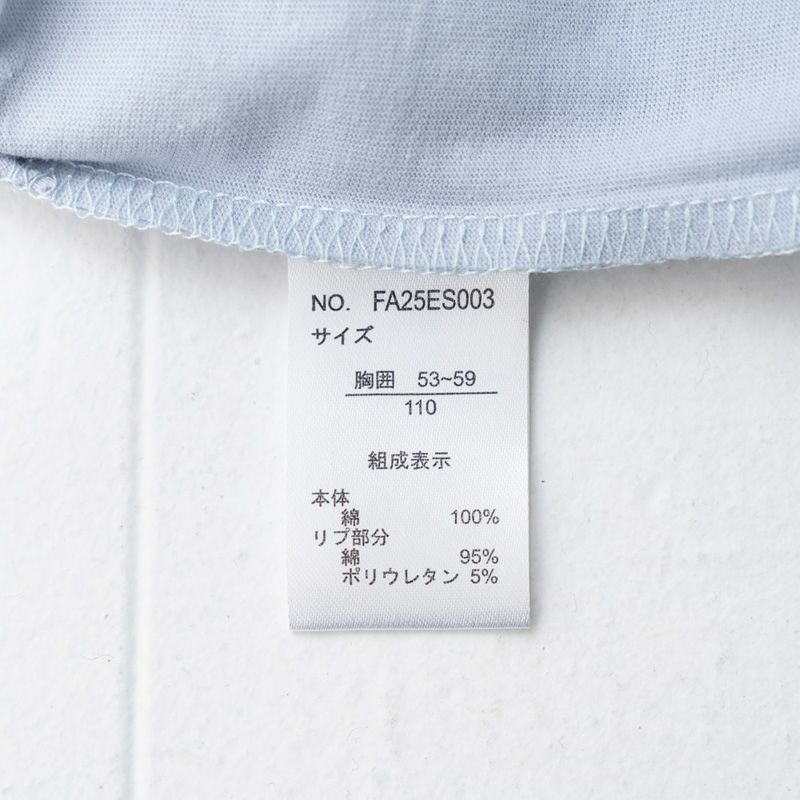 NO. FA25ES003
サイズ
胸囲 53~59
110
組成表示
本体
綿 100%
リブ部分
綿 95%
ポリウレタン 5%